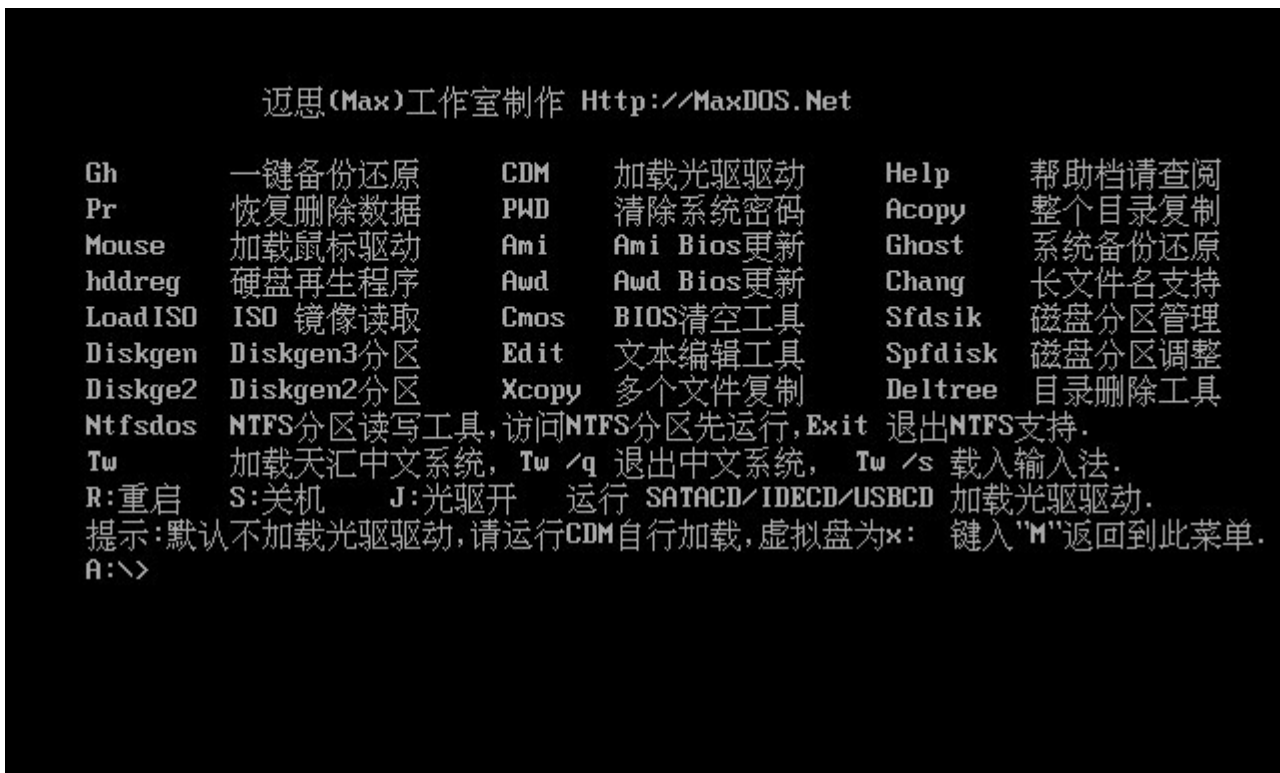 迈思(Max)工作室制作 Http://MaxDOS.Net
Gh 一键备份还原 CDM 加载光驱驱动 Help 帮助档请查阅
Pr 恢复删除数据 PWD 清除系统密码 Acopy 整个目录复制
Mouse 加载鼠标驱动 Ami Ami Bios更新 Ghost 系统备份还原
hddreg 硬盘再生程序 Awd Awd Bios更新 Chang 长文件名支持
LoadISO ISO 镜像读取 Cmos BIOS清空工具 Sfdsik 磁盘分区管理
Diskgen Diskgen3分区 Edit 文本编辑工具 Spfdisk 磁盘分区调整
Diskge2 Diskgen2分区 Xcopy 多个文件复制 Deltree 目录删除工具
Ntfsdos NTFS分区读写工具,访问NTFS分区先运行,Exit 退出NTFS支持.
Tw 加载天汇中文系统, Tw /q 退出中文系统, Tw /s 载入输入法.
R:重启 S:关机 J:光驱开 运行 SATACD/IDECD/USBCD 加载光驱驱动.
提示:默认不加载光驱驱动,请运行CDM自行加载,虚拟盘为x: 键入"M"返回到此菜单.
A:\>